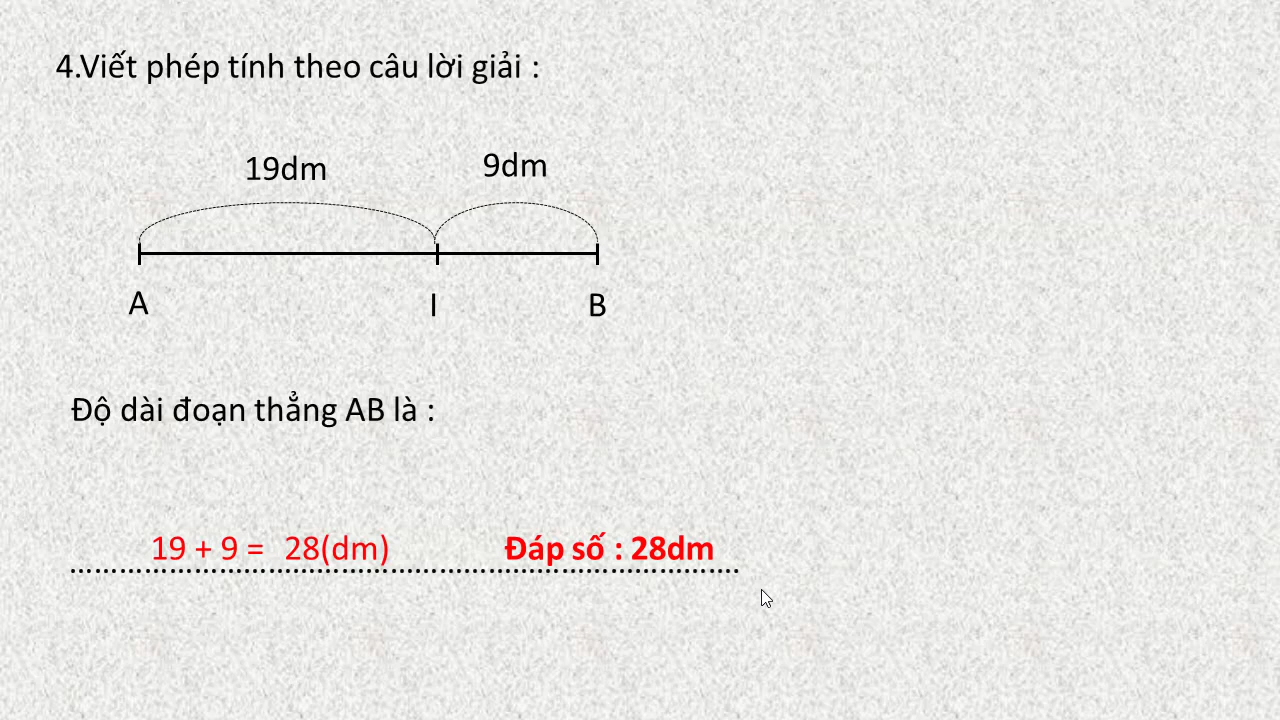 4.Viết phép tính theo câu lời giải :
19dm 9dm
A I B
Độ dài đoạn thẳng AB là :
19 + 9 = 28(dm) Đáp số : 28dm